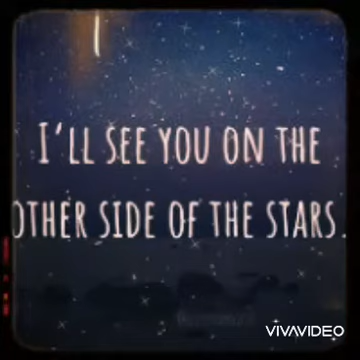 I'LL SEE YOU ON THE
OTHER SIDE OF THE STARS.
VIVAVIDEO